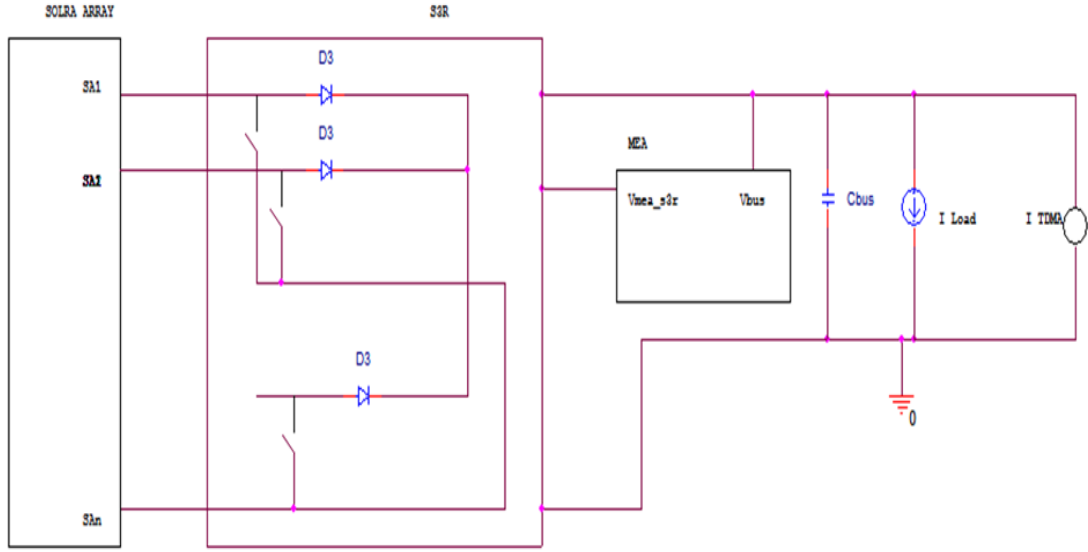 SOLRA ARRAY
S3R
D3
SA1
D3
MEA
SA2
Vmea_s3r Vbus
Cbus
I Load
I TDMA
D3
0
SAn